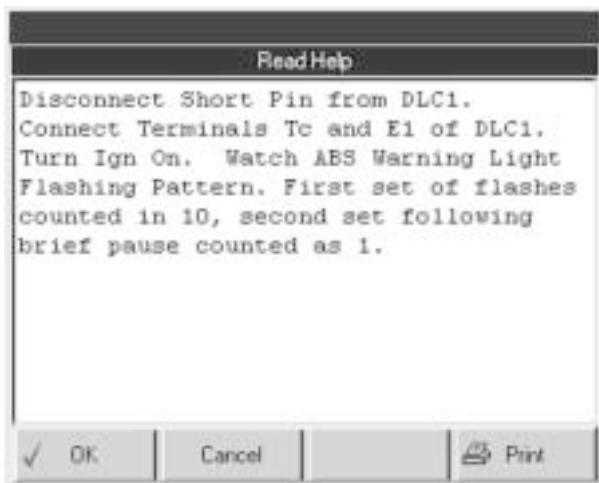 Read Help
Disconnect Short Pin from DLC1.
Connect Terminals Tc and E1 of DLC1.
Turn Ign On. Watch ABS Warning Light
Flashing Pattern. First set of flashes
counted in 10, second set following
brief pause counted as 1.
OK Cancel Print